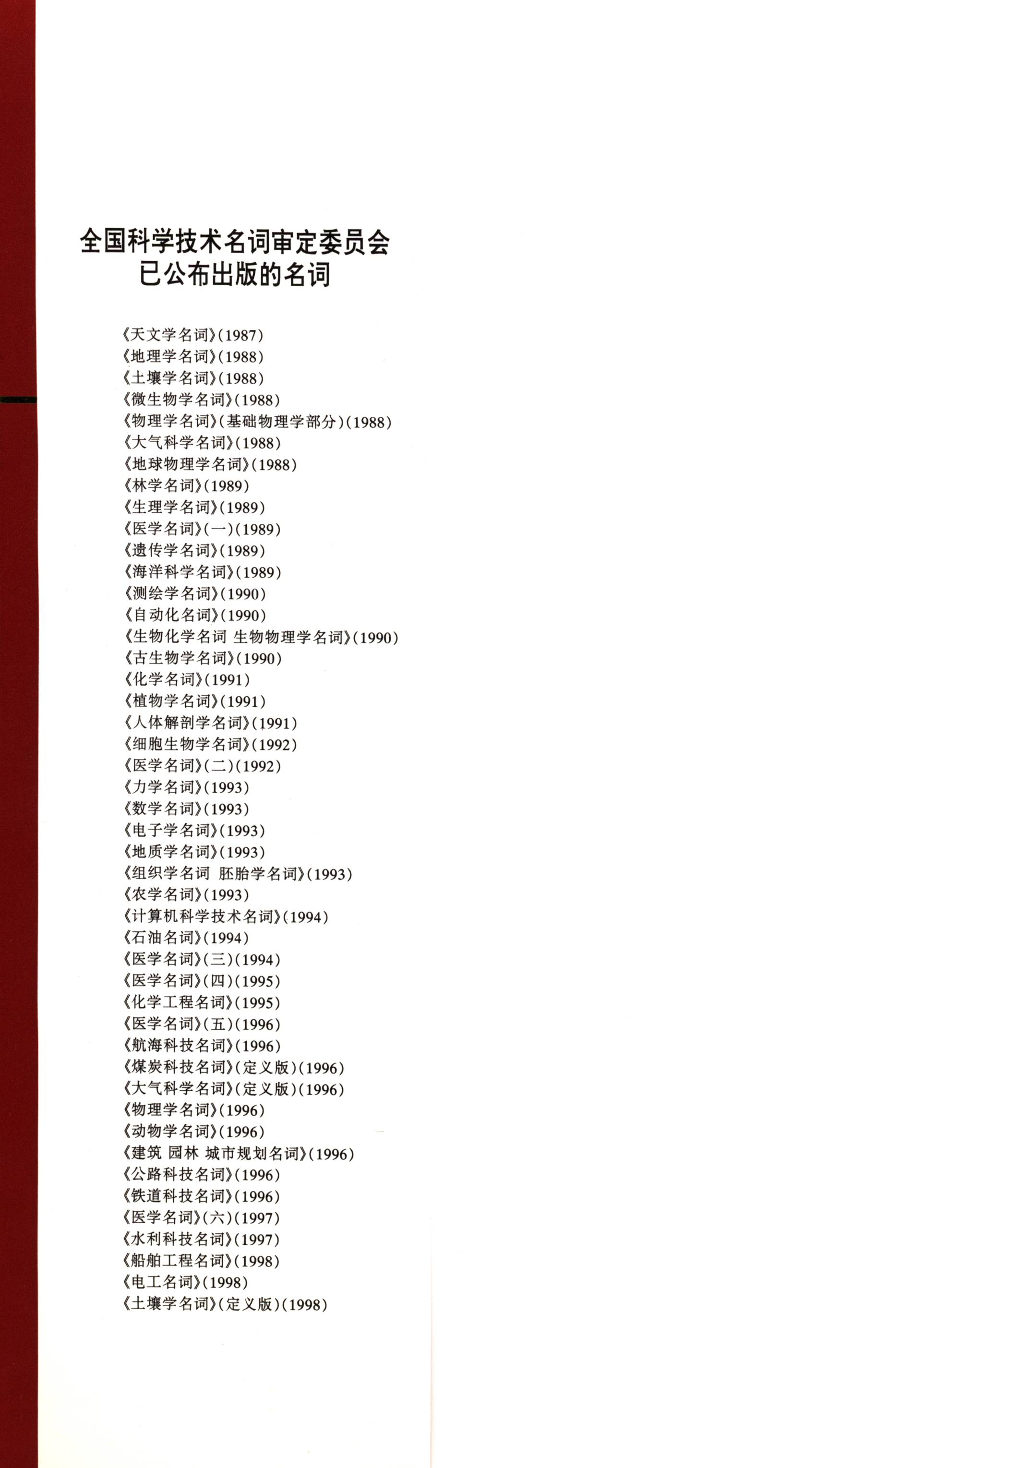 全国科学技术名词审定委员会
已公布出版的名词
《天文学名词》(1987)
《地理学名词》(1988)
《土壤学名词》(1988)
《微生物学名词》(1988)
《物理学名词》(基础物理学部分)(1988)
《大气科学名词》(1988)
《地球物理学名词》(1988)
《林学名词》(1989)
《生理学名词》(1989)
《医学名词》(一)(1989)
《遗传学名词》(1989)
《海洋科学名词》(1989)
《测绘学名词》(1990)
《自动化名词》(1990)
《生物化学名词 生物物理学名词》(1990)
《古生物学名词》(1990)
《化学名词》(1991)
《植物学名词》(1991)
《人体解剖学名词》(1991)
《细胞生物学名词》(1992)
《医学名词》(二)(1992)
《力学名词》(1993)
《数学名词》(1993)
《电子学名词》(1993)
《地质学名词》(1993)
《组织学名词 胚胎学名词》(1993)
《农学名词》(1993)
《计算机科学技术名词》(1994)
《石油名词》(1994)
《医学名词》(三)(1994)
《医学名词》(四)(1995)
《化学工程名词》(1995)
《医学名词》(五)(1996)
《航海科技名词》(1996)
《煤炭科技名词》(定义版)(1996)
《大气科学名词》(定义版)(1996)
《物理学名词》(1996)
《动物学名词》(1996)
《建筑 园林 城市规划名词》(1996)
《公路科技名词》(1996)
《铁道科技名词》(1996)
《医学名词》(六)(1997)
《水利科技名词》(1997)
《船舶工程名词》(1998)
《电工名词》(1998)
《土壤学名词》(定义版)(1998)